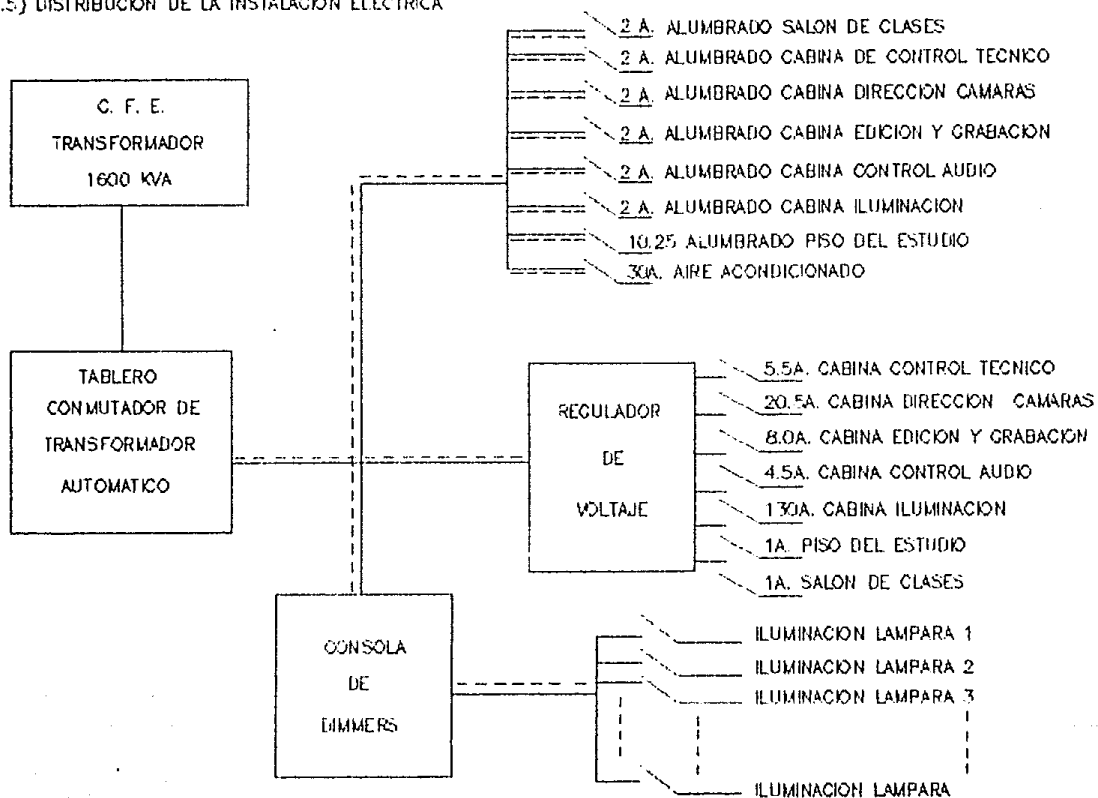 .5) DISTRIBUCION DE LA INSTALACION ELECTRICA
C. F. E.
TRANSFORMADOR
1600 KVA
TABLERO
CONMUTADOR DE
TRANSFORMADOR
AUTOMATICO
2 A. ALUMBRADO SALON DE CLASES
2 A. ALUMBRADO CABINA DE CONTROL TECNICO
2 A. ALUMBRADO CABINA DIRECCION CAMARAS
2 A. ALUMBRADO CABINA EDICION Y GRABACION
2 A. ALUMBRADO CABINA CONTROL AUDIO
2 A. ALUMBRADO CABINA ILUMINACION
10.25 ALUMBRADO PISO DEL ESTUDIO
30A. AIRE ACONDICIONADO
REGULADOR
DE
VOLTAJE
5.5A. CABINA CONTROL TECNICO
20.5A. CABINA DIRECCION CAMARAS
8.0A. CABINA EDICION Y GRABACION
4.5A. CABINA CONTROL AUDIO
130A. CABINA ILUMINACION
1A. PISO DEL ESTUDIO
1A. SALON DE CLASES
CONSOLA
DE
DIMMERS
ILUMINACION LAMPARA 1
ILUMINACION LAMPARA 2
ILUMINACION LAMPARA 3
ILUMINACION LAMPARA